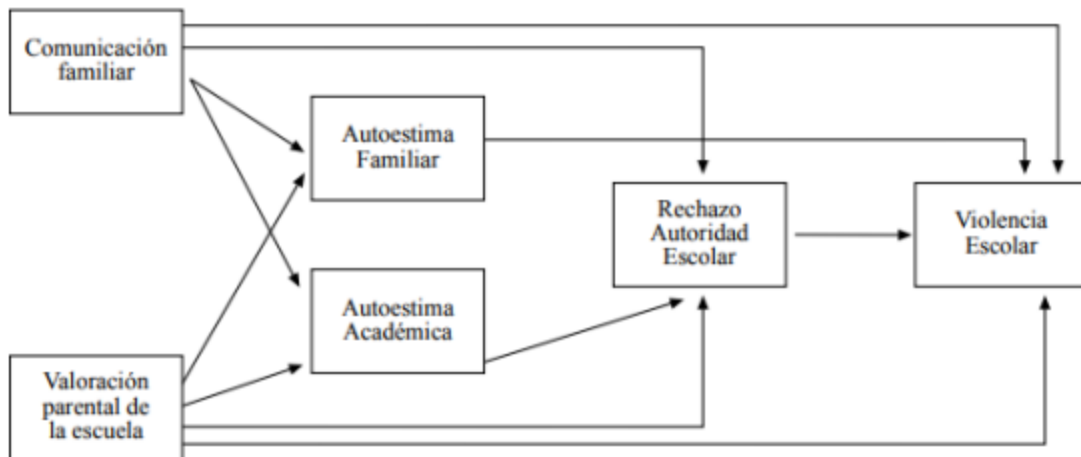 Comunicación
familiar
Autoestima
Familiar
Rechazo
Autoridad
Escolar
Violencia
Escolar
Autoestima
Académica
Valoración
parental de
la escuela